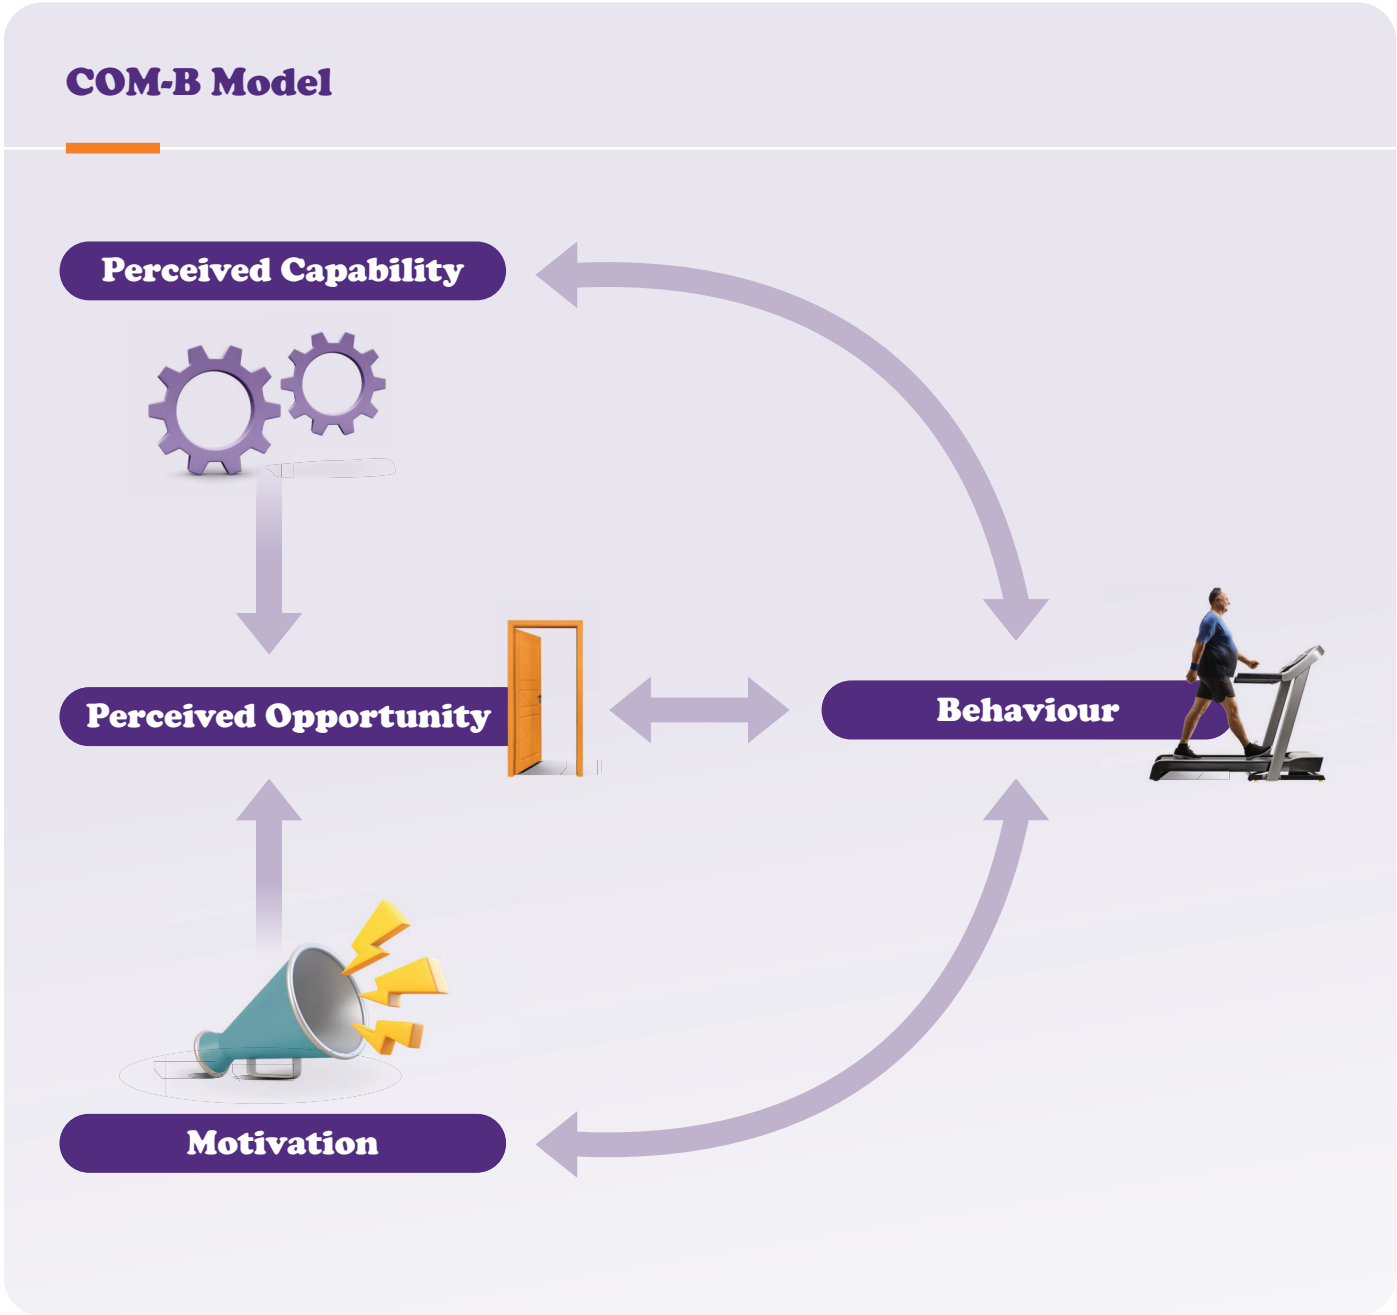 COM-B Model
Perceived Capability
Perceived Opportunity
Behaviour
Motivation